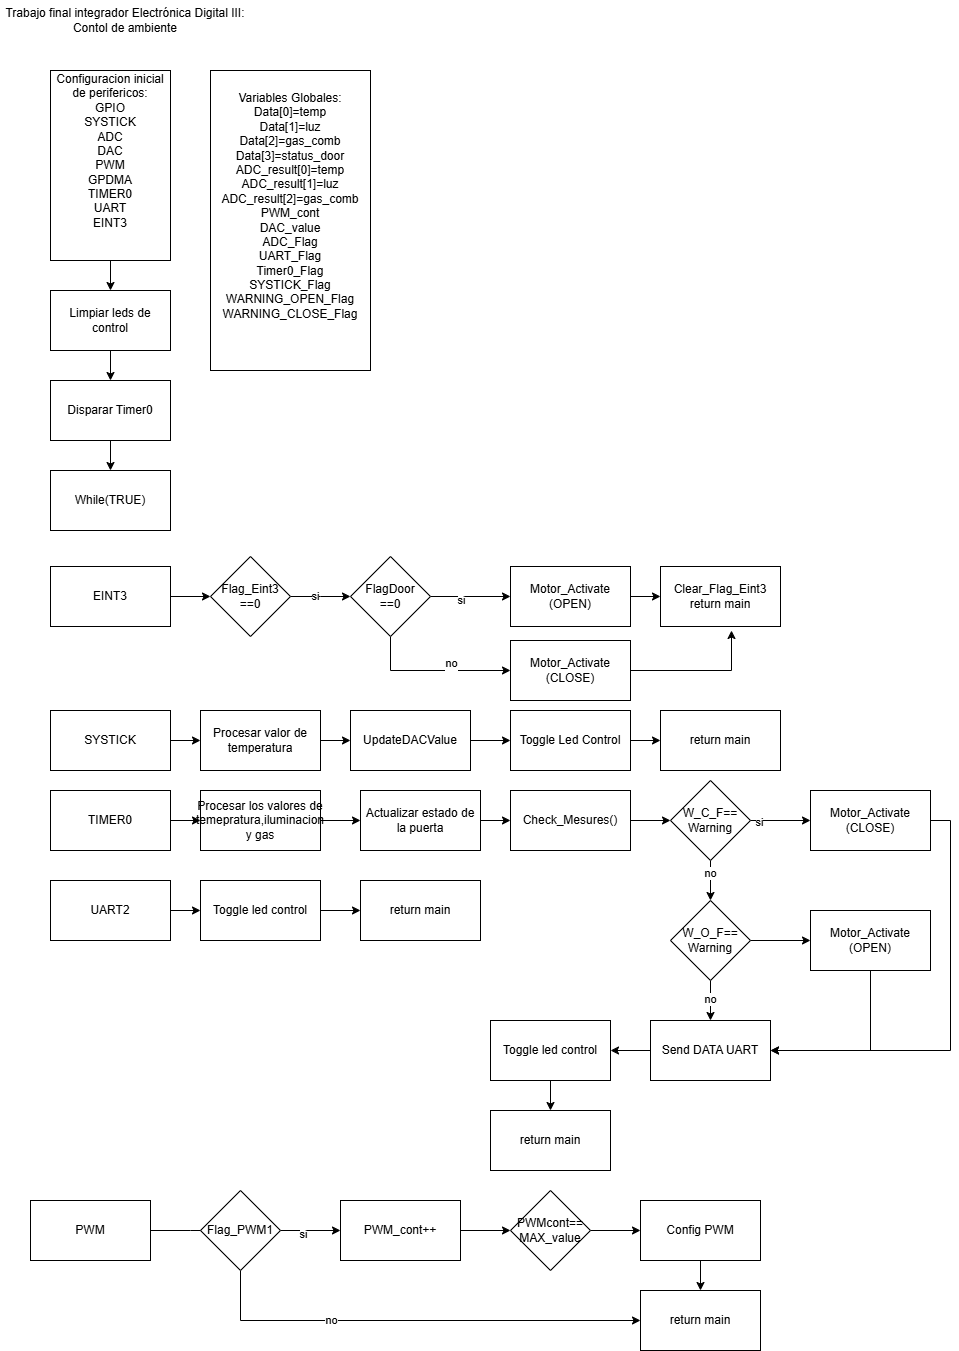 Trabajo final integrador Electrónica Digital III:
Contol de ambiente
Configuracion inicial
de perifericos:
GPIO
SYSTICK
ADC
DAC
PWM
GPDMA
TIMER0
UART
EINT3
Variables Globales:
Data[0]=temp
Data[1]=luz
Data[2]=gas_comb
Data[3]=status_door
ADC_result[0]=temp
ADC_result[1]=luz
ADC_result[2]=gas_comb
PWM_cont
DAC_value
ADC_Flag
UART_Flag
Timer0_Flag
SYSTICK_Flag
WARNING_OPEN_Flag
WARNING_CLOSE_Flag
Limpiar leds de
control
Disparar Timer0
While(TRUE)
EINT3
Flag_Eint3
==0
si
FlagDoor
==0
si
Motor_Activate
(OPEN)
Clear_Flag_Eint3
return main
no
Motor_Activate
(CLOSE)
SYSTICK
Procesar valor de
temperatura
UpdateDACValue
Toggle Led Control
return main
TIMER0
Procesar los valores de
temepratura,iluminacion
y gas
Actualizar estado de
la puerta
Check_Mesures()
W_C_F==
Warning
si
Motor_Activate
(CLOSE)
no
UART2
Toggle led control
return main
W_O_F==
Warning
Motor_Activate
(OPEN)
no
Toggle led control
Send DATA UART
return main
PWM
Flag_PWM1
si
PWM_cont++
PWMcont==
MAX_value
Config PWM
no
return main